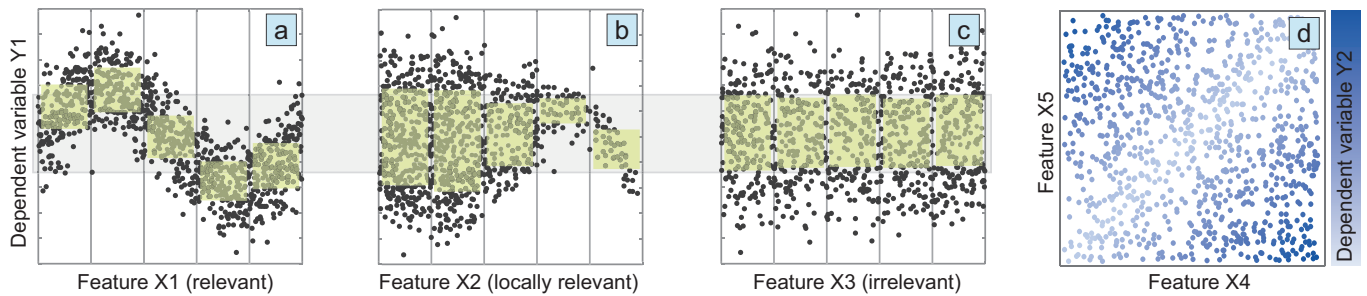 Dependent variable Y1
a
Feature X1 (relevant)
b
Feature X2 (locally relevant)
c
Feature X3 (irrelevant)
Feature X5
d
Feature X4
Dependent variable Y2